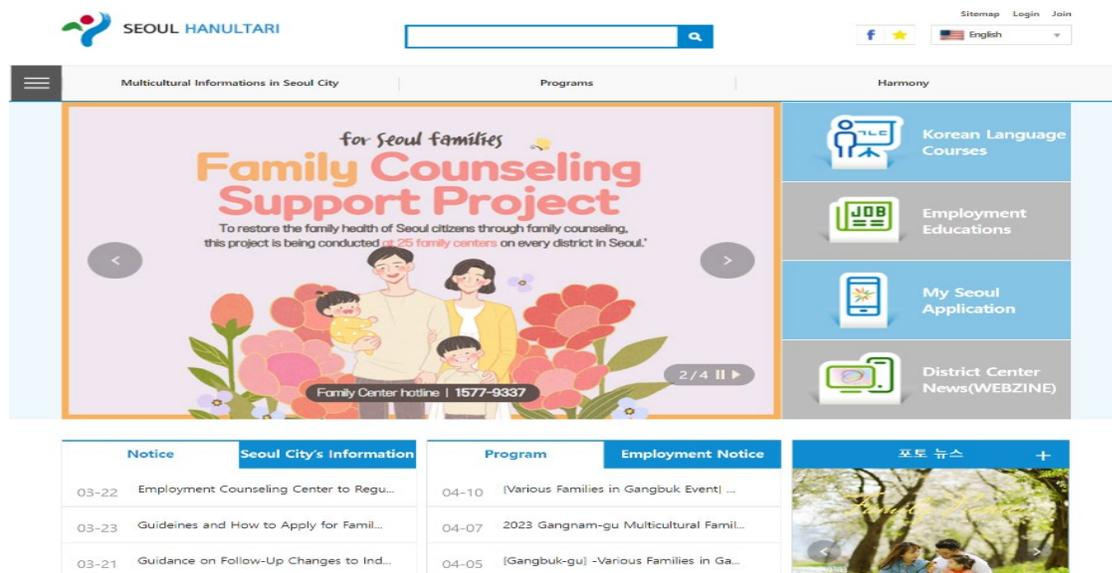 Sitemap Login Join
SEOUL HANULTARI
f
English
Multicultural Informations in Seoul City
Programs
Harmony
for Seoul families
Family Counseling
Support Project
To restore the family health of Seoul citizens through family counseling,
this project is being conducted at 25 family centers on every district in Seoul.'
<
>
2/4
Family Center hotline | 1577-9337
ㄱㄴㄷ
Korean Language
Courses
JOB
Employment
Educations
My Seoul
Application
District Center
News(WEBZINE)
Notice
Seoul City's Information
03-22 Employment Counseling Center to Regu...
03-23 Guideines and How to Apply for Famil...
03-21 Guidance on Follow-Up Changes to Ind...
Program
Employment Notice
04-10 [Various Families in Gangbuk Event] ...
04-07 2023 Gangnam-gu Multicultural Famil...
04-05 [Gangbuk-gu] -Various Families in Ga...
포토 뉴스 +